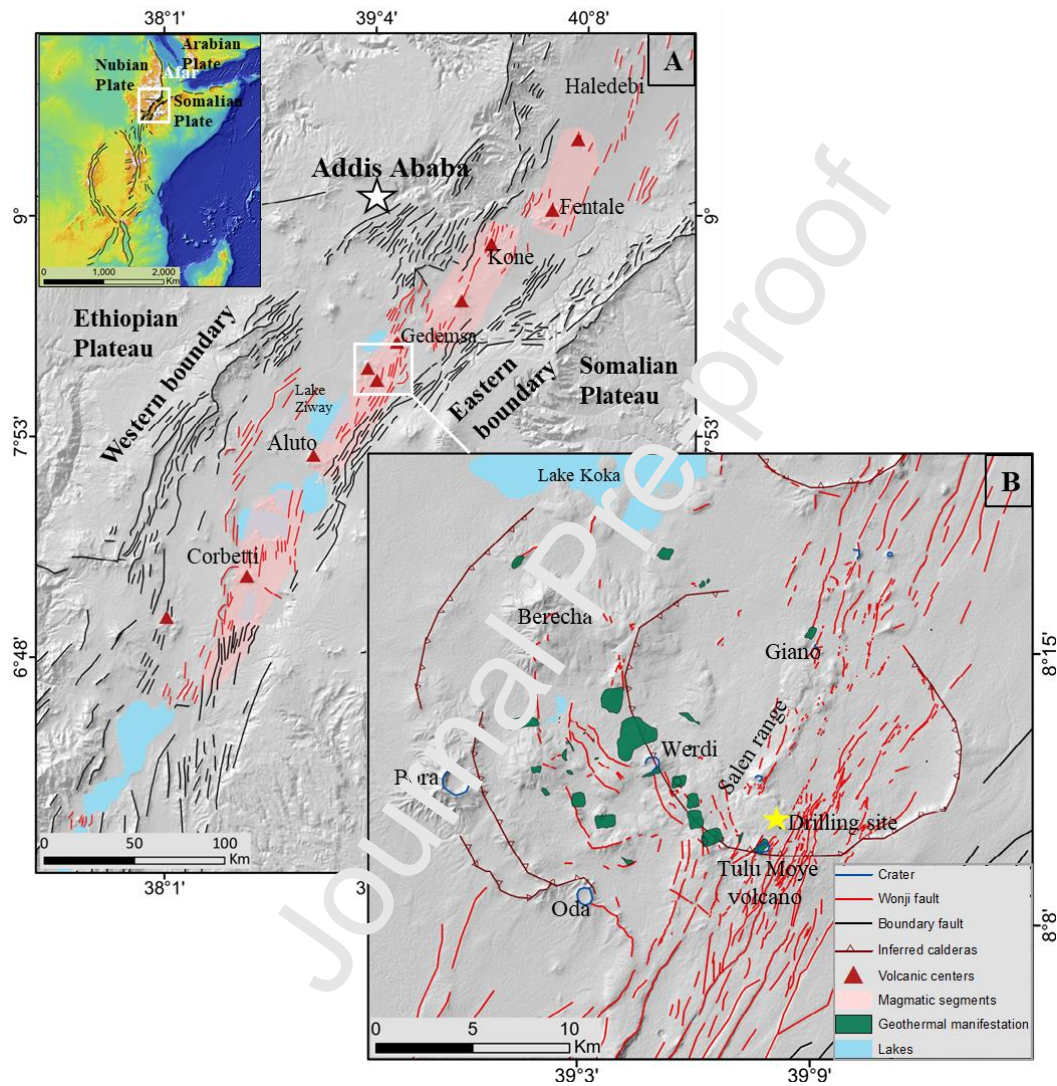 38°1'
39°4'
40°8'
A
Arabian
Plate
Nubian
Plate
Afar
Somalian
Plate
0
1,000
2,000
Km
Haledebi
Addis Ababa
Fentale
9°
9°
Kone
Ethiopian
Plateau
Gedemsa
Western boundary
Eastern
boundary
Somalian
Plateau
Lake
Ziway
7°53'
7°53'
Aluto
Corbetti
6°48'
0
50
100
Km
38°1'
3
B
Lake Koka
Berecha
Giano
8°15'
Salen range
Werdi
Bora
Drilling site
Tulu Moye
volcano
Oda
8°8'
Crater
Wonji fault
Boundary fault
Inferred calderas
Volcanic centers
Magmatic segments
Geothermal manifestation
Lakes
0
5
10
Km
39°3'
39°9'
Journal Pre-proof